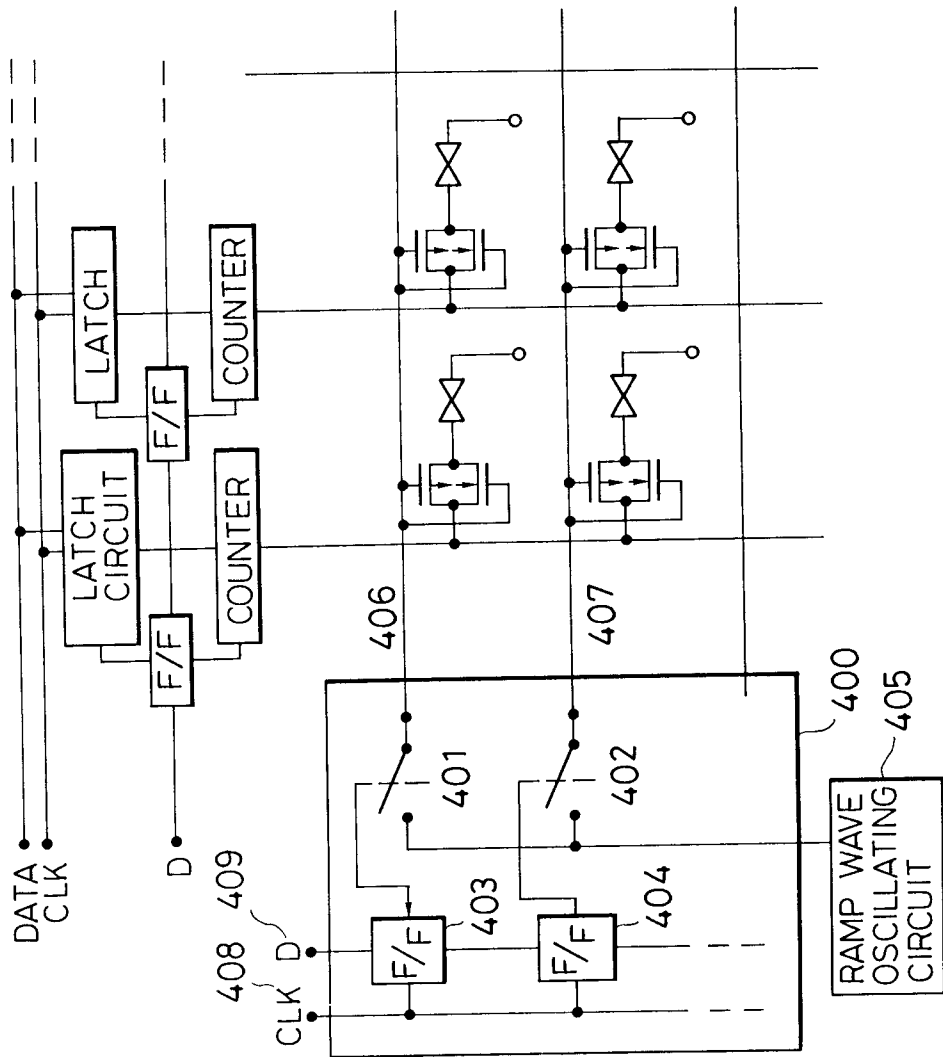 DATA
CLK
LATCH
CIRCUIT
LATCH
D
F/F
F/F
COUNTER
COUNTER
408
409
CLK
D
406
F/F
401
403
407
F/F
402
404
400
405
RAMP WAVE
OSCILLATING
CIRCUIT